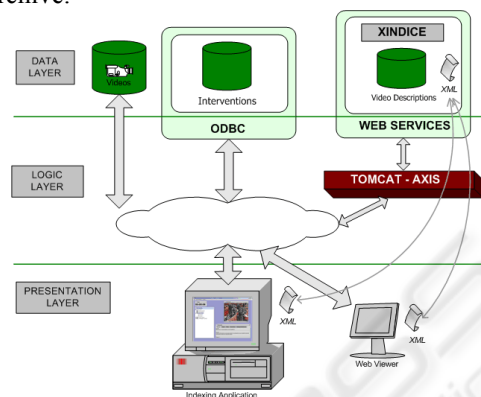 chive.
DATA
LAYER
Videos
Interventions
ODBC
XINDICE
Video Descriptions
XML
WEB SERVICES
LOGIC
LAYER
TOMCAT - AXIS
PRESENTATION
LAYER
XML
XML
Web Viewer
Indexing Application